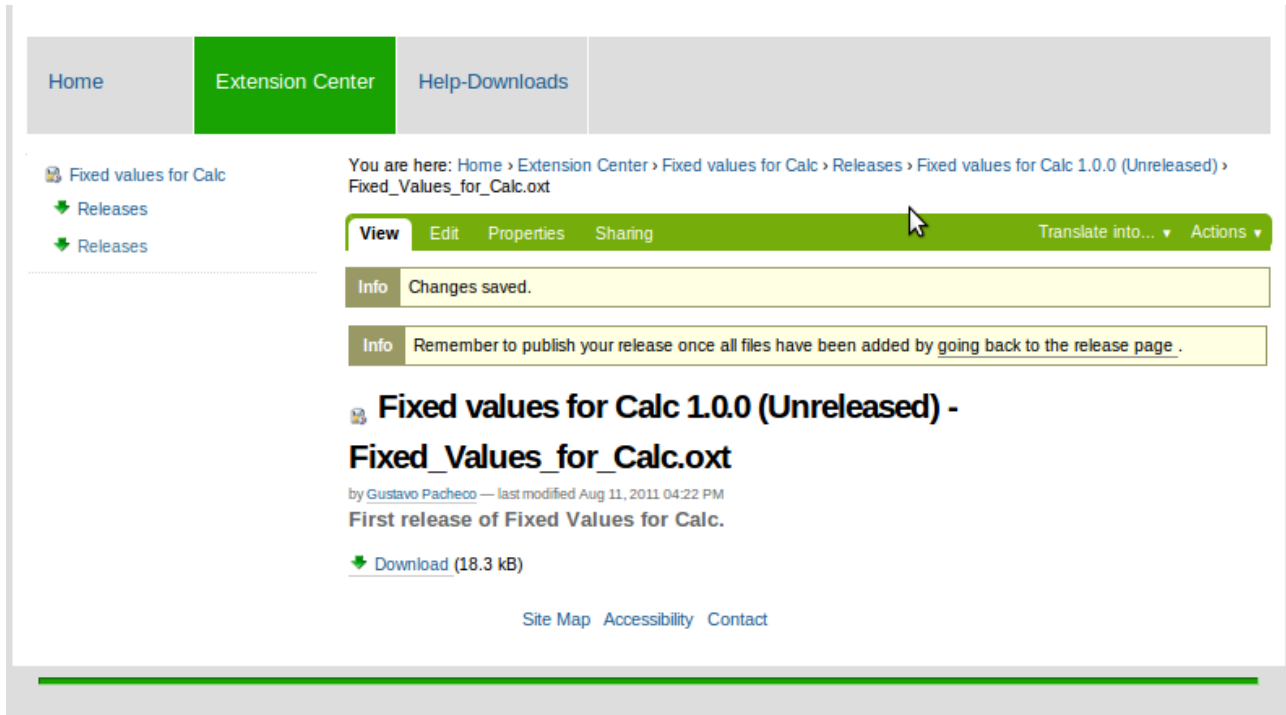 Home Extension Center Help-Downloads
Fixed values for Calc
Releases
Releases
You are here: Home › Extension Center › Fixed values for Calc › Releases › Fixed values for Calc 1.0.0 (Unreleased) ›
Fixed_Values_for_Calc.oxt
View Edit Properties Sharing Translate into... ▾ Actions ▾
Info Changes saved.
Info Remember to publish your release once all files have been added by going back to the release page .
Fixed values for Calc 1.0.0 (Unreleased) -
Fixed_Values_for_Calc.oxt
by Gustavo Pacheco — last modified Aug 11, 2011 04:22 PM
First release of Fixed Values for Calc.
Download (18.3 kB)
Site Map Accessibility Contact